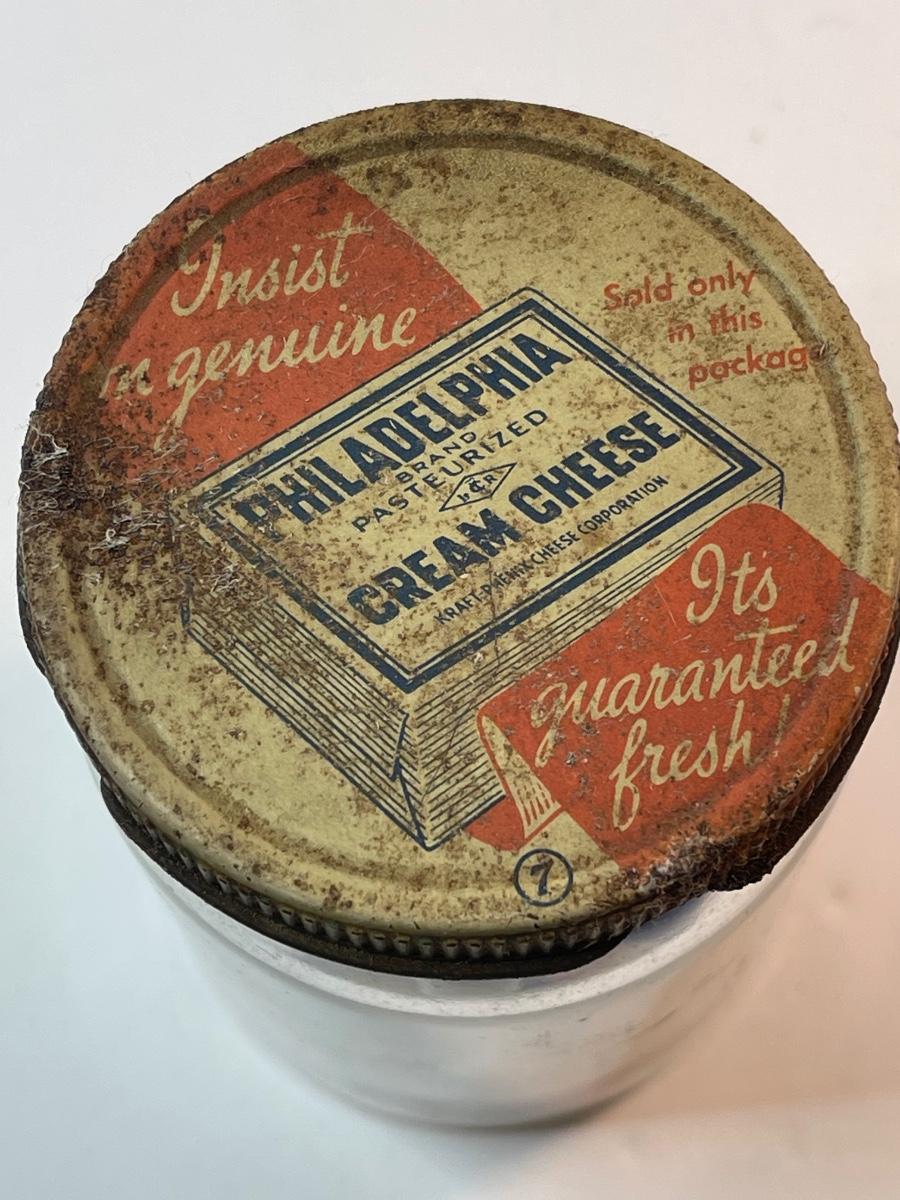 Insist
on genuine
Sold only
in this
package
PHILADELPHIA
BRAND
PASTEURIZED
CREAM CHEESE
KRAFT-PHENIX CHEESE CORPORATION
Its
guaranteed
fresh!
7